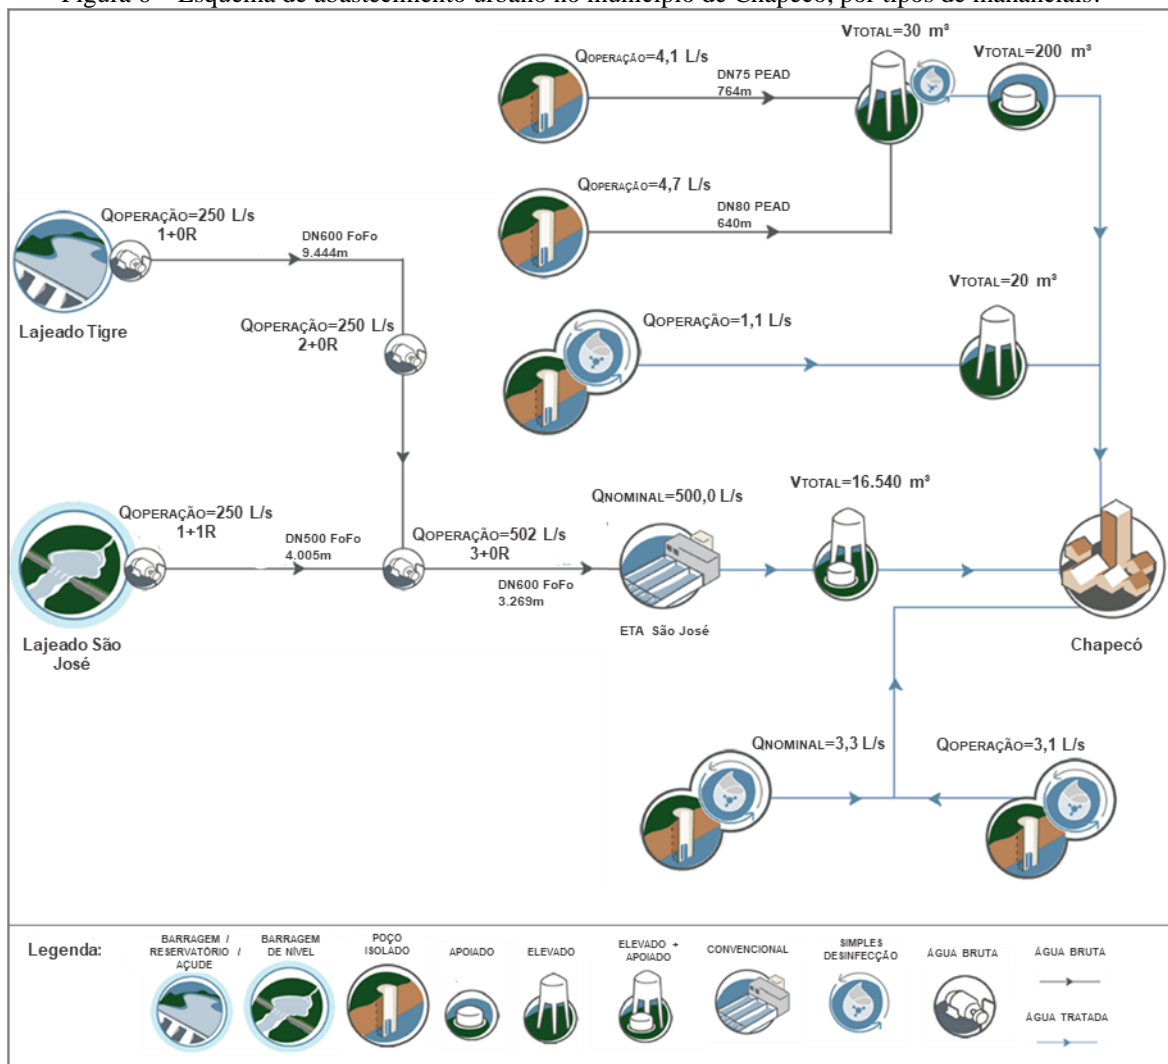 Figura 6 – Esquema de abastecimento urbano no município de Chapecó, por tipos de mananciais.
VTOTAL=30 m³
VTOTAL=200 m³
QOPERAÇÃO=4,1 L/s
DN75 PEAD
764m
QOPERAÇÃO=4,7 L/s
DN80 PEAD
640m
QOPERAÇÃO=250 L/s
1+0R
DN600 FoFo
9.444m
Lajeado Tigre
QOPERAÇÃO=250 L/s
2+0R
VTOTAL=20 m³
QOPERAÇÃO=1,1 L/s
QOPERAÇÃO=250 L/s
1+1R
DN500 FoFo
4.005m
QOPERAÇÃO=502 L/s
3+0R
DN600 FoFo
3.269m
QNOMINAL=500,0 L/s
VTOTAL=16.540 m³
ETA São José
Lajeado São
José
Chapecó
QNOMINAL=3,3 L/s
QOPERAÇÃO=3,1 L/s
Legenda:
BARRAGEM /
RESERVATÓRIO /
AÇUDE
BARRAGEM
DE NÍVEL
POÇO
ISOLADO
APOIADO
ELEVADO
ELEVADO +
APOIADO
CONVENCIONAL
SIMPLES
DESINFECÇÃO
ÁGUA BRUTA
ÁGUA BRUTA
ÁGUA TRATADA